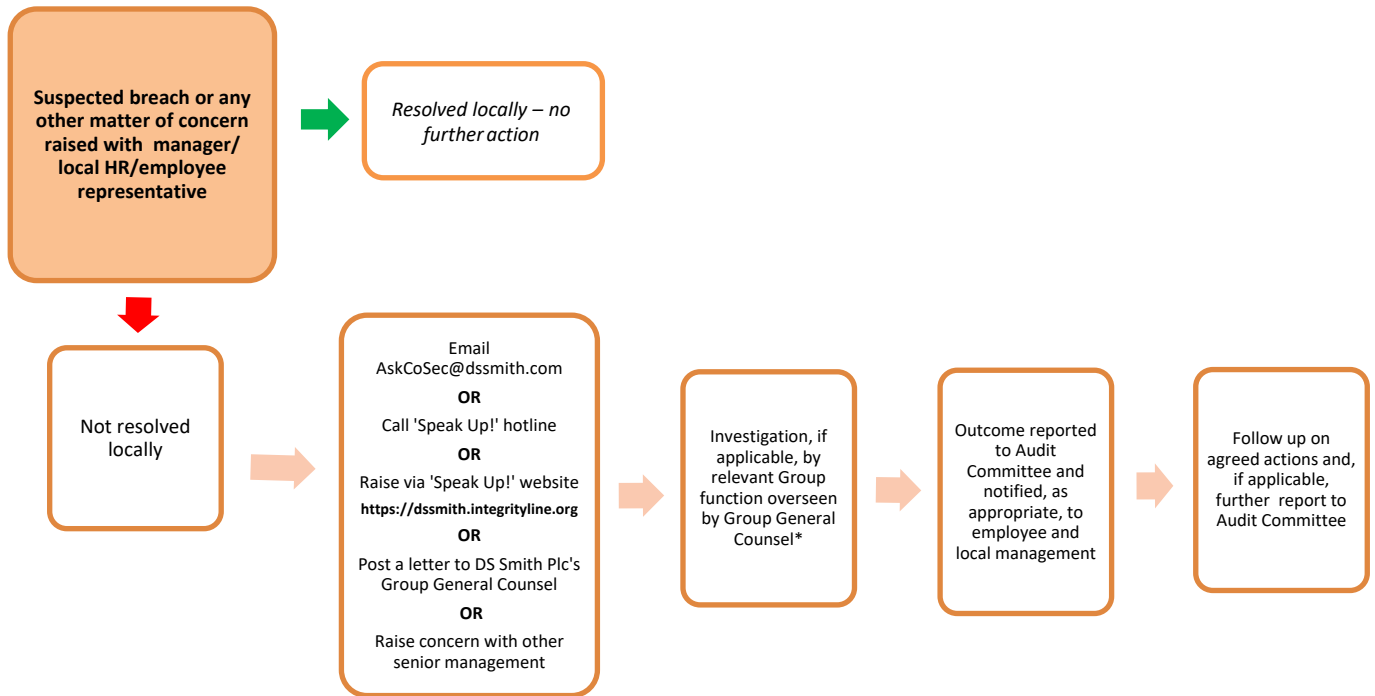 Suspected breach or any
other matter of concern
raised with manager/
local HR/employee
representative
Resolved locally – no
further action
Not resolved
locally
Email
AskCoSec@dssmith.com
OR
Call 'Speak Up!' hotline
OR
Raise via 'Speak Up!' website
https://dssmith.integrityline.org
OR
Post a letter to DS Smith Plc's
Group General Counsel
OR
Raise concern with other
senior management
Investigation, if
applicable, by
relevant Group
function overseen
by Group General
Counsel*
Outcome reported
to Audit
Committee and
notified, as
appropriate, to
employee and
local management
Follow up on
agreed actions and,
if applicable,
further report to
Audit Committee